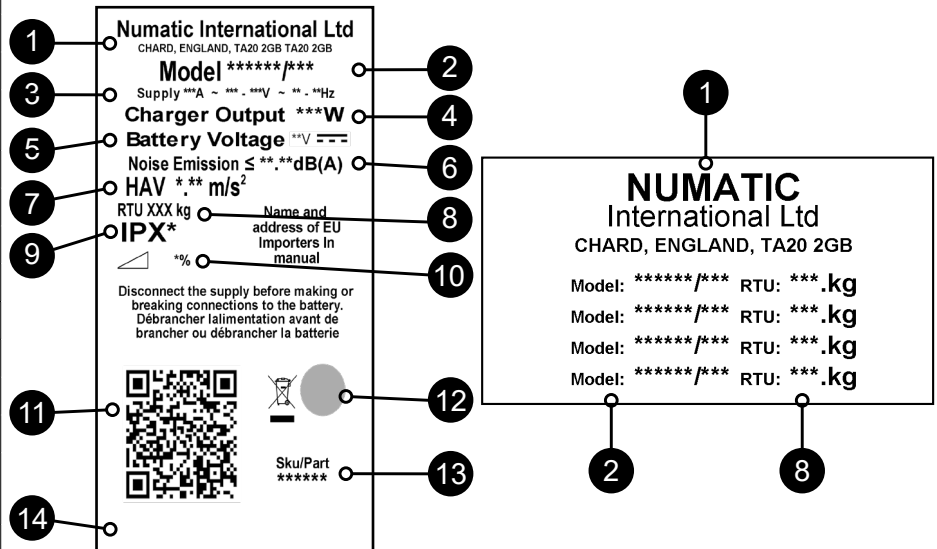 1
Numatic International Ltd
CHARD, ENGLAND, TA20 2GB TA20 2GB
2
Model ******/***
3
Supply ***A ~ *** - ***V ~ ** - **Hz
4
Charger Output ***W
5
Battery Voltage **V
6
Noise Emission ≤ **.**dB(A)
7
HAV *.** m/s²
8
RTU XXX kg
9
IPX*
Name and
address of EU
Importers In
manual
10
*%
Disconnect the supply before making or
breaking connections to the battery.
Débrancher lalimentation avant de
brancher ou débrancher la batterie
11
12
Sku/Part
******
13
14
1
NUMATIC
International Ltd
CHARD, ENGLAND, TA20 2GB
Model: ******/*** RTU: ***.kg
Model: ******/*** RTU: ***.kg
Model: ******/*** RTU: ***.kg
Model: ******/*** RTU: ***.kg
2
8